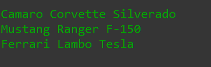 Camaro Corvette Silverado
Mustang Ranger F-150
Ferrari Lambo Tesla